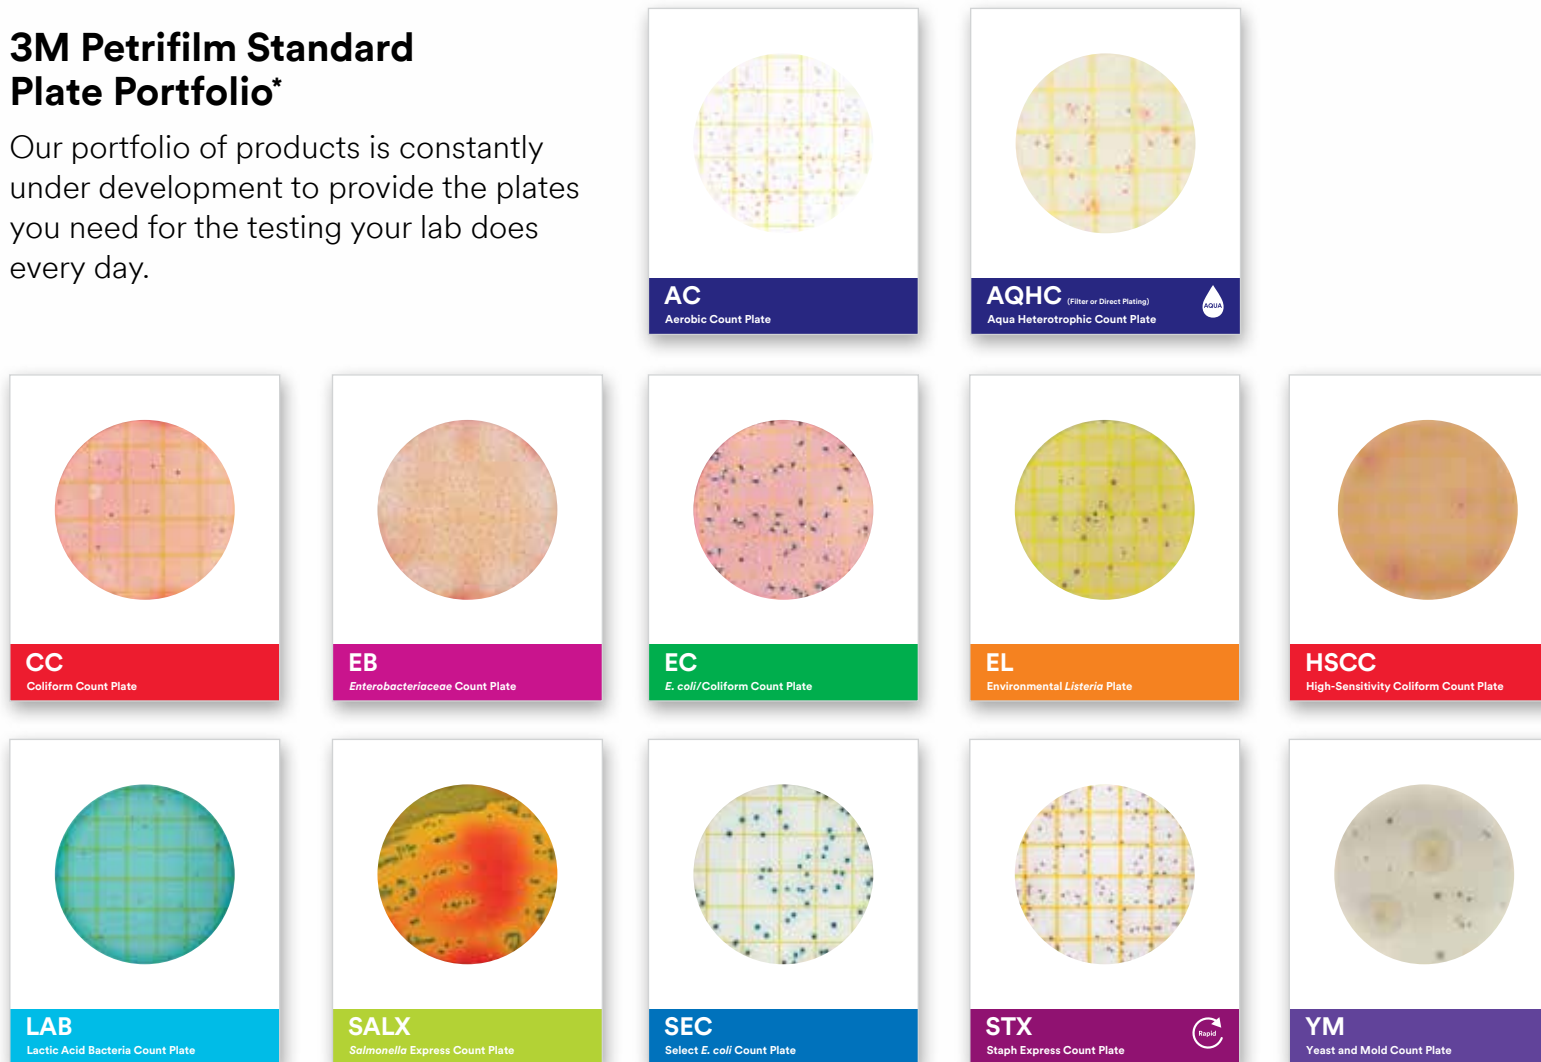 3M Petrifilm Standard
Plate Portfolio*
Our portfolio of products is constantly
under development to provide the plates
you need for the testing your lab does
every day.
AC
Aerobic Count Plate
AQHC (Filter or Direct Plating)
Aqua Heterotrophic Count Plate
AQUA
CC
Coliform Count Plate
EB
Enterobacteriaceae Count Plate
EC
E. coli/Coliform Count Plate
EL
Environmental Listeria Plate
HSCC
High-Sensitivity Coliform Count Plate
LAB
Lactic Acid Bacteria Count Plate
SALX
Salmonella Express Count Plate
SEC
Select E. coli Count Plate
STX
Staph Express Count Plate
Rapid
YM
Yeast and Mold Count Plate